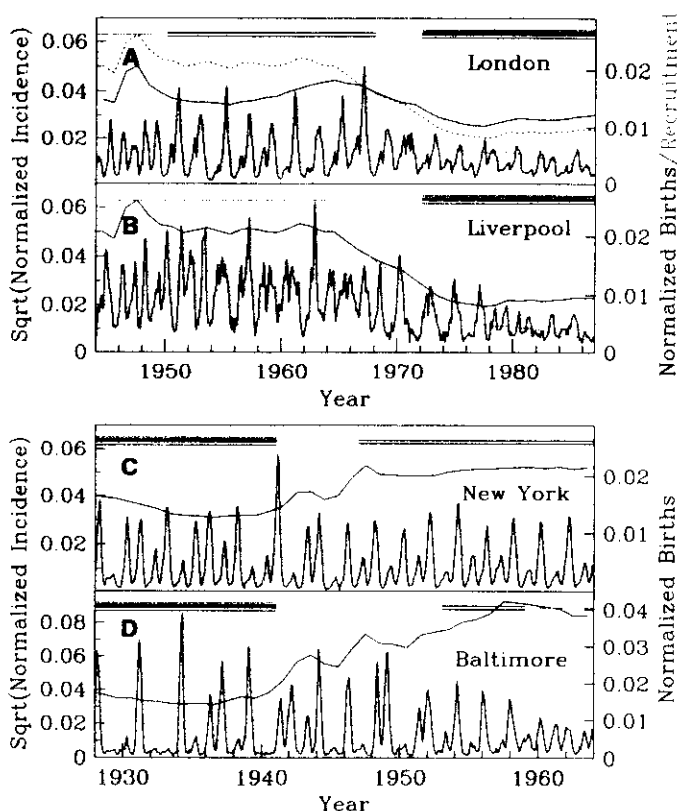 A
London
0.06
0.04
0.02
0.02
0.01
0
B
Liverpool
0.06
0.04
0.02
0
0.02
0.01
0
1950
1960
1970
1980
Year
Sqrt(Normalized Incidence)
Normalized Births/Recruitment
C
New York
0.06
0.04
0.02
0.02
0.01
0
D
Baltimore
0.08
0.06
0.04
0.02
0
0.04
0.03
0.02
0.01
0
1930
1940
1950
1960
Year
Sqrt(Normalized Incidence)
Normalized Births